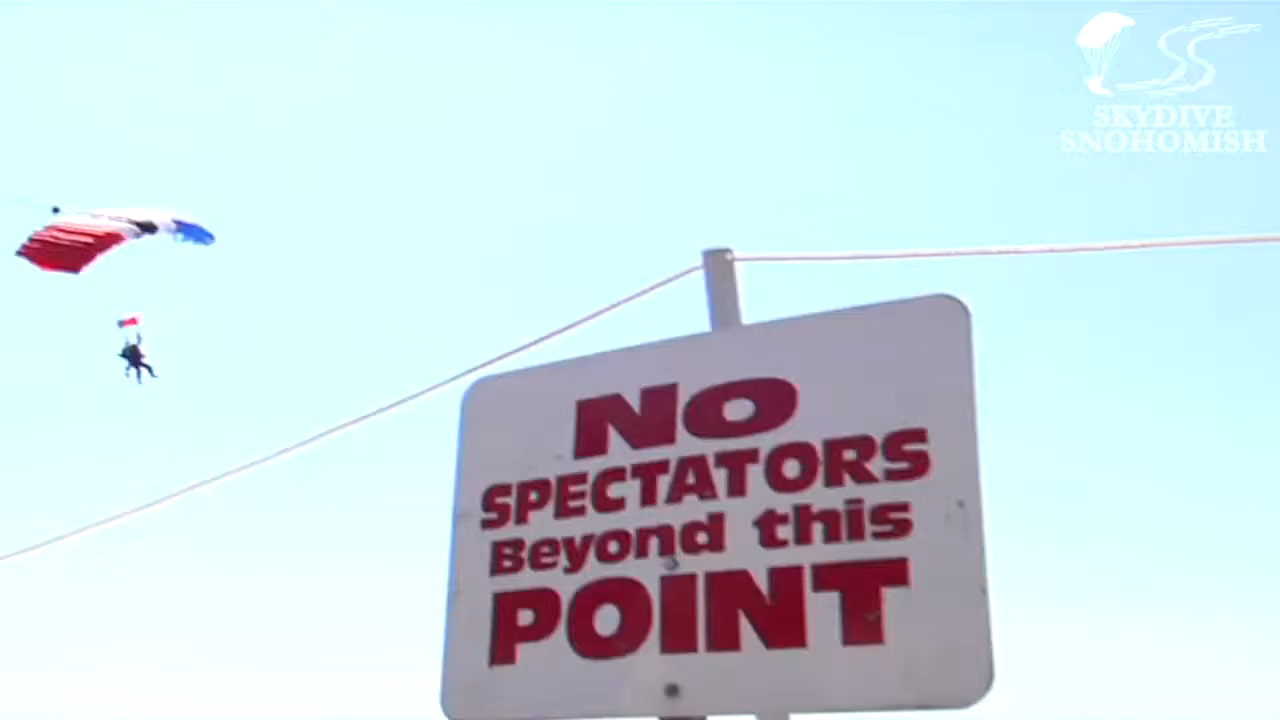 SKYDIVE
SNOHOMISH
NO
SPECTATORS
Beyond this
POINT